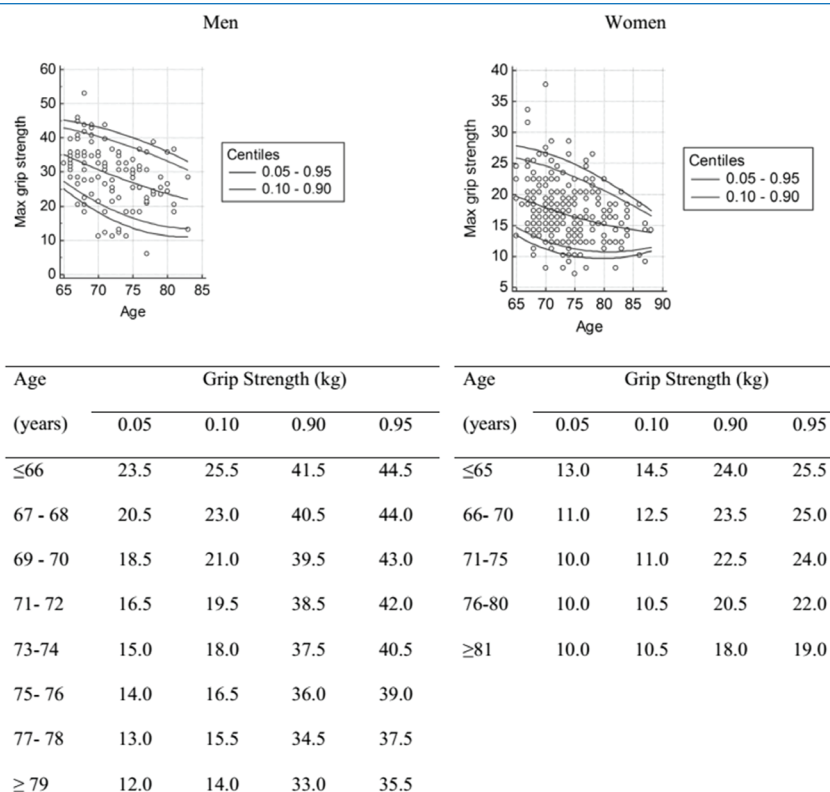 Men
Women
Max grip strength
60
50
40
30
20
10
0
65 70 75 80 85
Age
Centiles
0.05 - 0.95
0.10 - 0.90
Max grip strength
40
35
30
25
20
15
10
5
65 70 75 80 85 90
Age
Centiles
0.05 - 0.95
0.10 - 0.90
Age Grip Strength (kg)
(years) 0.05 0.10 0.90 0.95
≤66 23.5 25.5 41.5 44.5
67 - 68 20.5 23.0 40.5 44.0
69 - 70 18.5 21.0 39.5 43.0
71- 72 16.5 19.5 38.5 42.0
73-74 15.0 18.0 37.5 40.5
75- 76 14.0 16.5 36.0 39.0
77- 78 13.0 15.5 34.5 37.5
≥ 79 12.0 14.0 33.0 35.5
Age Grip Strength (kg)
(years) 0.05 0.10 0.90 0.95
≤65 13.0 14.5 24.0 25.5
66- 70 11.0 12.5 23.5 25.0
71-75 10.0 11.0 22.5 24.0
76-80 10.0 10.5 20.5 22.0
≥81 10.0 10.5 18.0 19.0